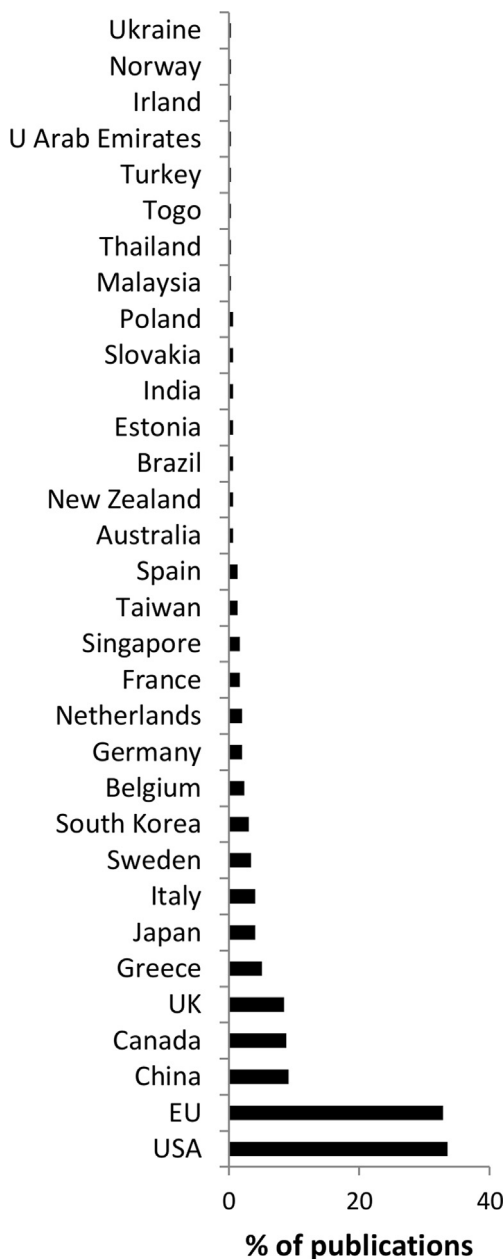 Ukraine
Norway
Irland
U Arab Emirates
Turkey
Togo
Thailand
Malaysia
Poland
Slovakia
India
Estonia
Brazil
New Zealand
Australia
Spain
Taiwan
Singapore
France
Netherlands
Germany
Belgium
South Korea
Sweden
Italy
Japan
Greece
UK
Canada
China
EU
USA
0 20 40
% of publications